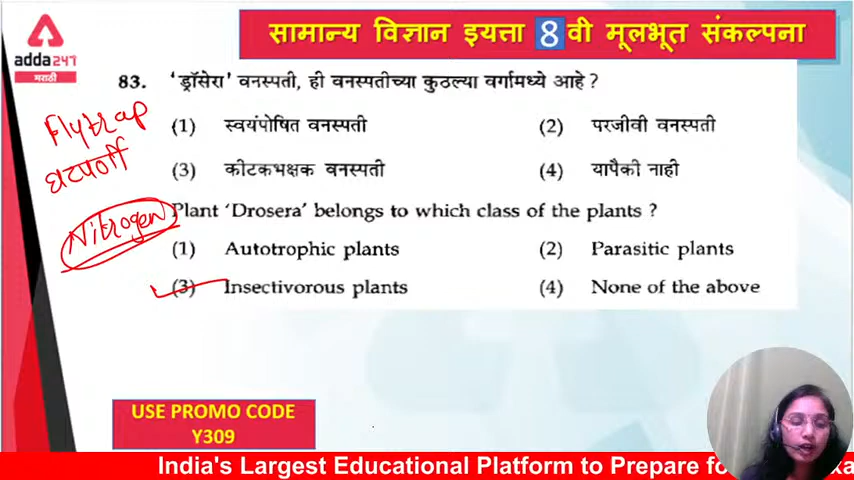 सामान्य विज्ञान इयत्ता 8 वी मूलभूत संकल्पना
adda247
मराठी
83. 'ड्रॉसेरा' वनस्पती, ही वनस्पतीच्या कुठल्या वर्गामध्ये आहे ?
(1) स्वयंपोषित वनस्पती (2) परजीवी वनस्पती
(3) कीटकभक्षक वनस्पती (4) यापैकी नाही
Flytrap
घटपर्णी
Nitrogen
Plant 'Drosera' belongs to which class of the plants ?
(1) Autotrophic plants (2) Parasitic plants
(3) Insectivorous plants (4) None of the above
USE PROMO CODE
Y309
India's Largest Educational Platform to Prepare fo